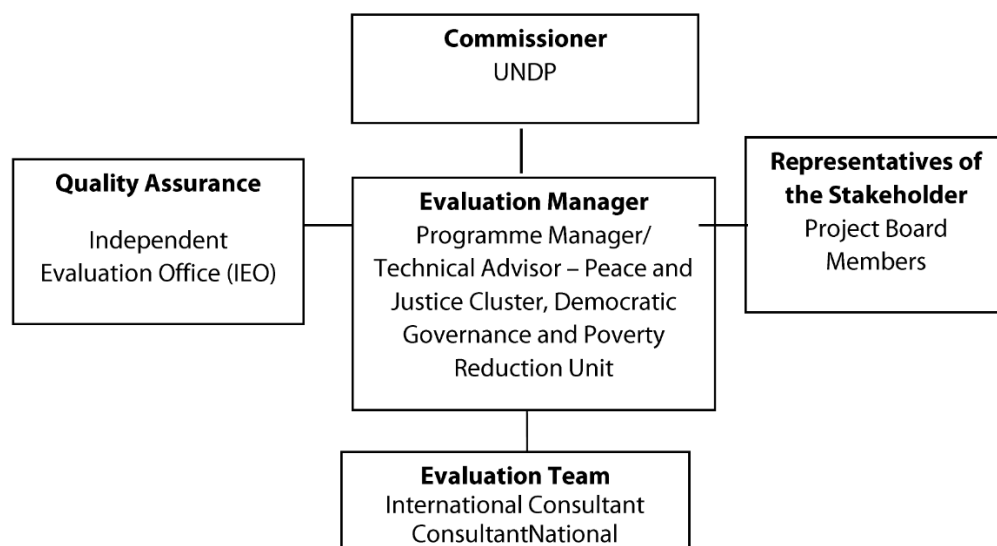 Commissioner
UNDP
Quality Assurance
Independent
Evaluation Office (IEO)
Evaluation Manager
Programme Manager/
Technical Advisor – Peace and
Justice Cluster, Democratic
Governance and Poverty
Reduction Unit
Representatives of
the Stakeholder
Project Board
Members
Evaluation Team
International Consultant
ConsultantNational